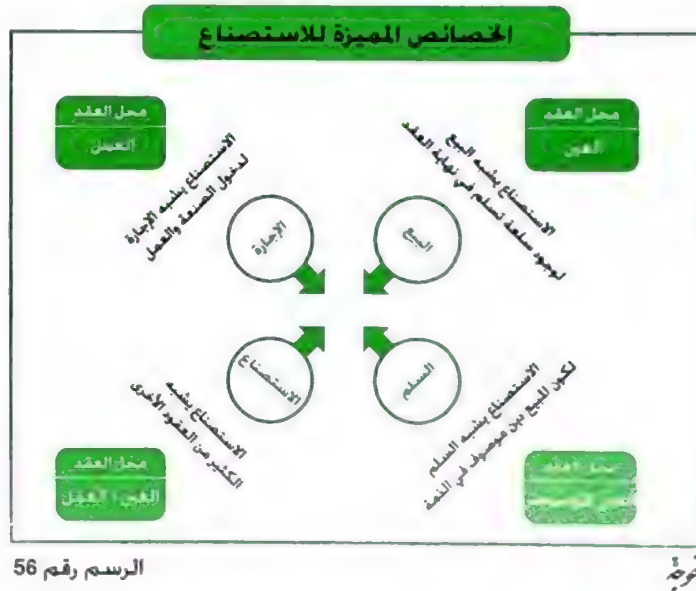 الخصائص المميزة للاستصناع
محل العقد
العين
الاستصناع يشبه البيع
لوجود سلعة تسلم في نهاية العقد
البيع
محل العقد
العمل
الاستصناع يشبه الإجارة
لدخول الصنعة والعمل
الإجارة
السلم
الاستصناع يشبه السلم
لكون المبيع دين موصوف في الذمة
محل العقد
الاستصناع
الاستصناع يشبه
الكثير من العقود الأخرى
محل العقد
العين + العمل
الرسم رقم 56